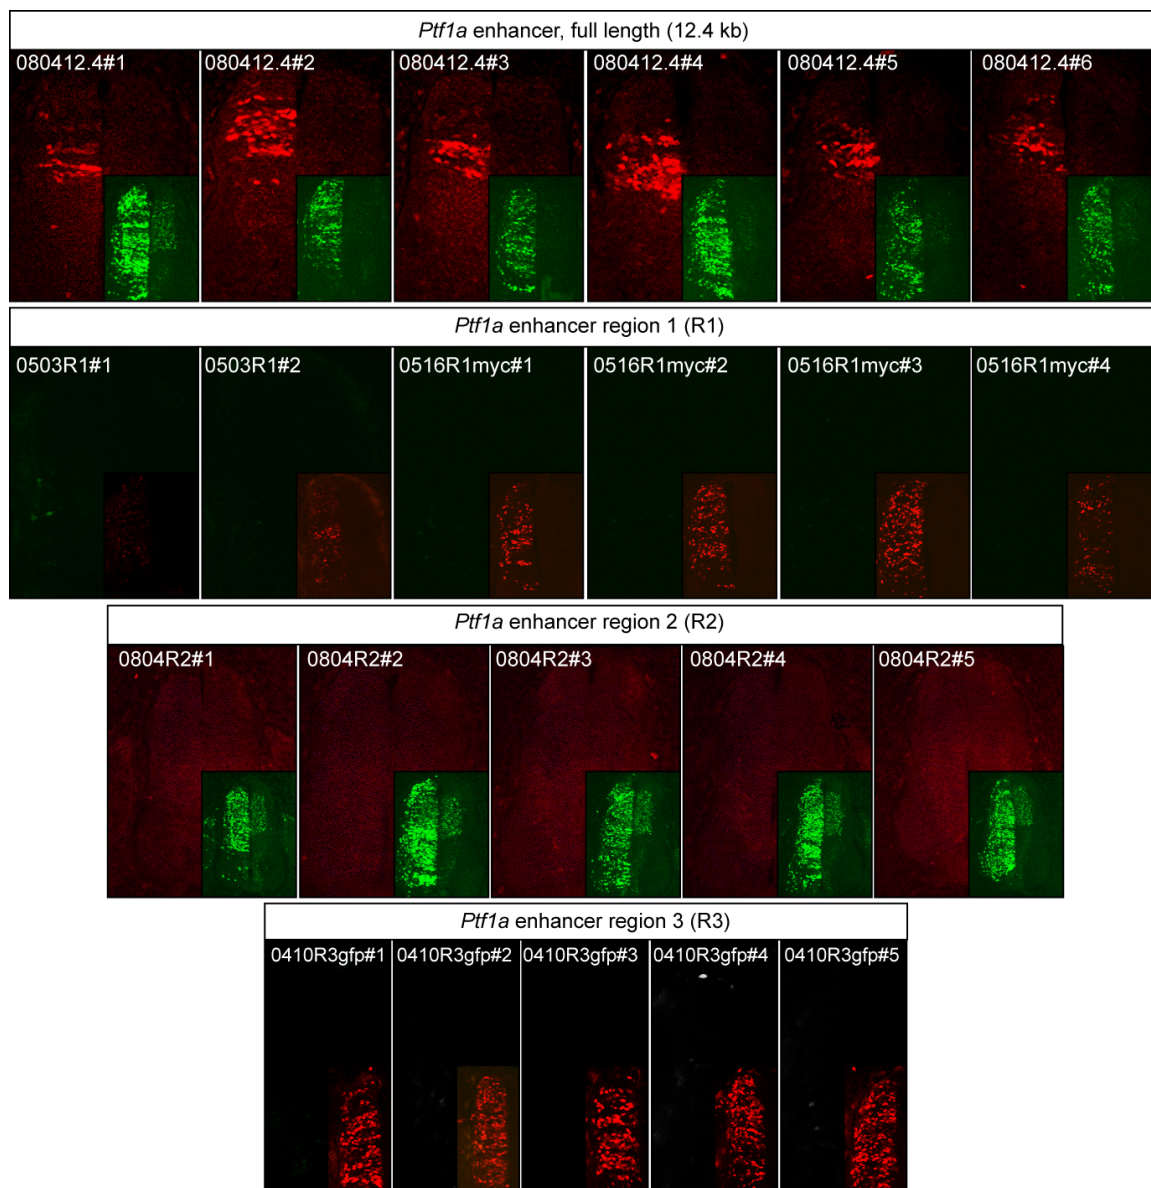 Ptf1a enhancer, full length (12.4 kb)
080412.4#1 080412.4#2 080412.4#3 080412.4#4 080412.4#5 080412.4#6
Ptf1a enhancer region 1 (R1)
0503R1#1 0503R1#2 0516R1myc#1 0516R1myc#2 0516R1myc#3 0516R1myc#4
Ptf1a enhancer region 2 (R2)
0804R2#1 0804R2#2 0804R2#3 0804R2#4 0804R2#5
Ptf1a enhancer region 3 (R3)
0410R3gfp#1 0410R3gfp#2 0410R3gfp#3 0410R3gfp#4 0410R3gfp#5